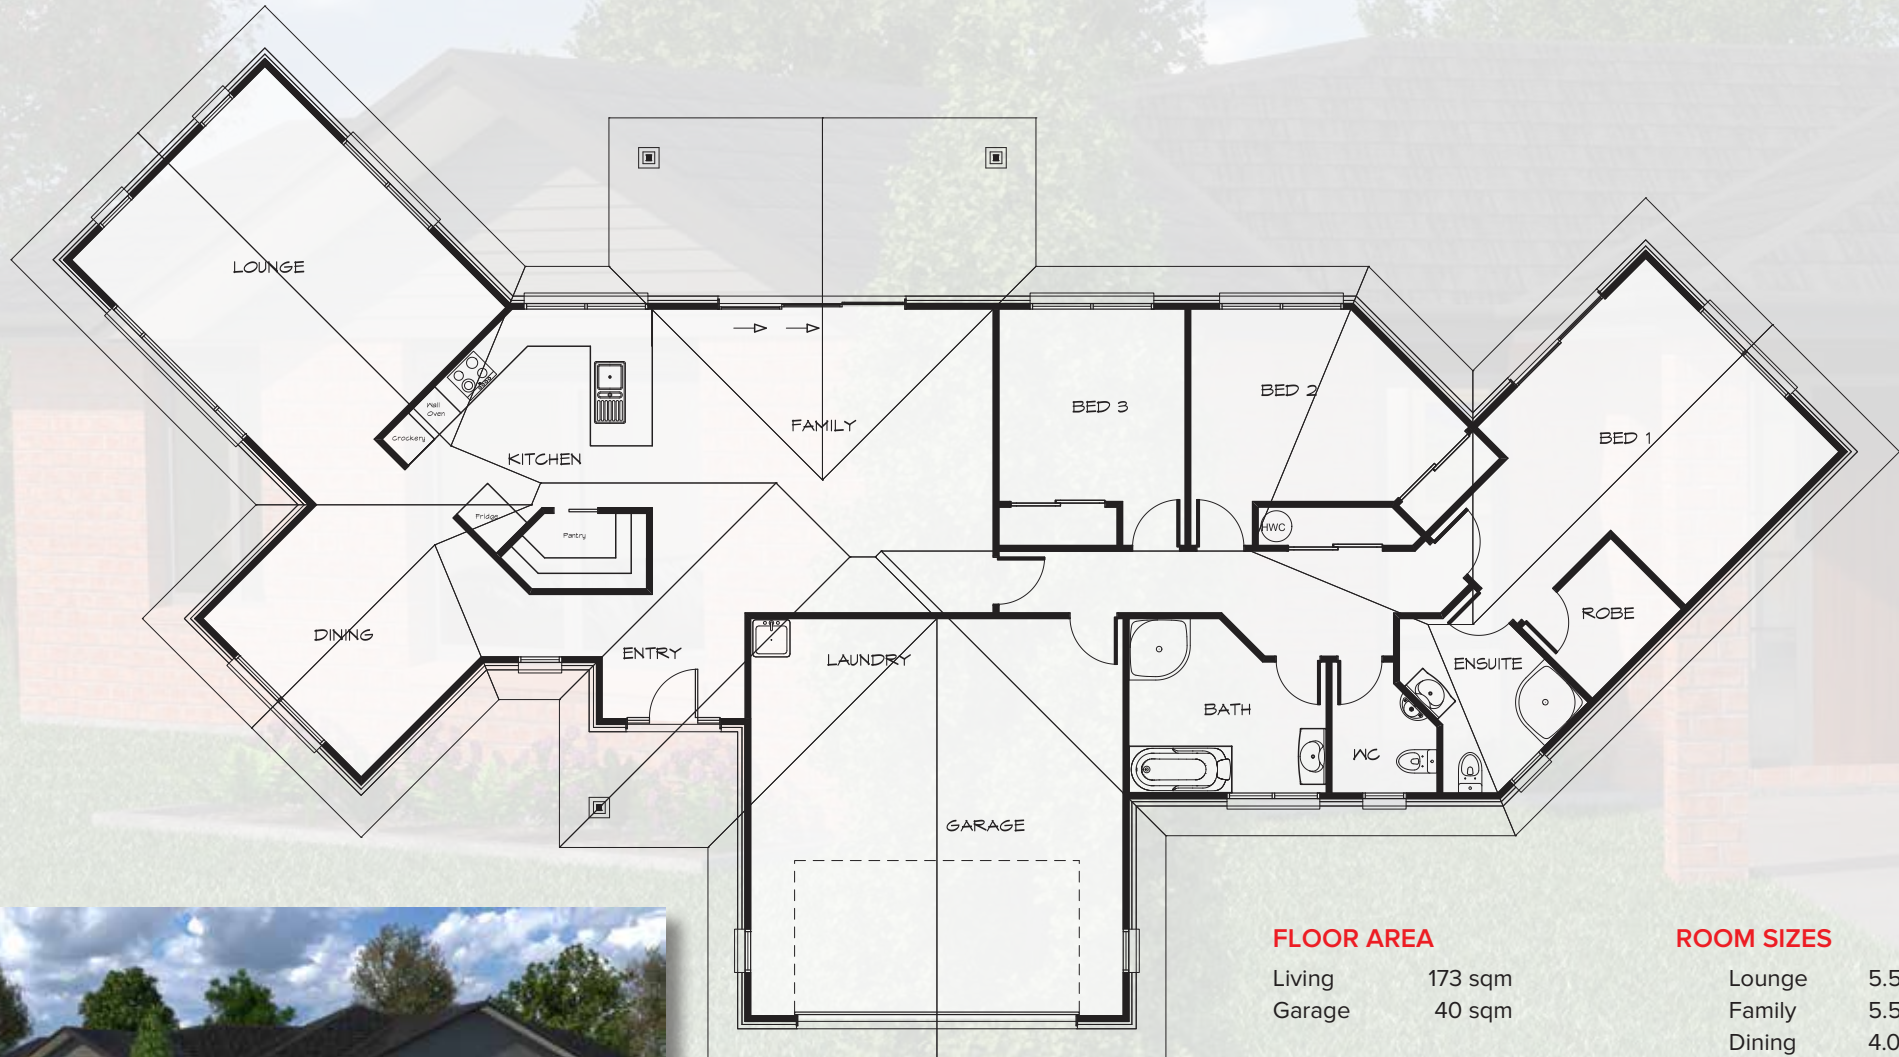 LOUNGE
Wall
Oven
Crockery
KITCHEN
FAMILY
BED 3
BED 2
BED 1
Fridge
Pantry
HWC
DINING
ENTRY
LAUNDRY
ROBE
ENSUITE
BATH
WC
GARAGE
FLOOR AREA
Living 173 sqm
Garage 40 sqm
ROOM SIZES
Lounge 5.5
Family 5.5
Dining 4.0